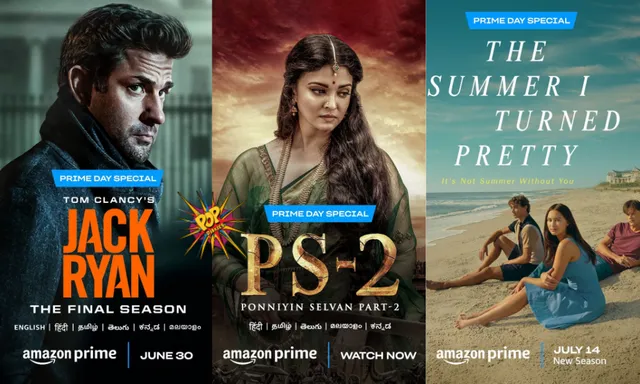 PRIME DAY SPECIAL
TOM CLANCY'S
JACK
RYAN
THE FINAL SEASON
ENGLISH | हिंदी | தமிழ் | తెలుగు | ಕನ್ನಡ | മലയാളം
amazon prime | JUNE 30
POP
PRIME DAY SPECIAL
PS-2
PONNIYIN SELVAN PART-2
हिंदी | தமிழ் | తెలుగు | മലയാളം | ಕನ್ನಡ
amazon prime | WATCH NOW
PRIME DAY SPECIAL
THE
SUMMER I
TURNED
PRETTY
It's Not Summer Without You
amazon prime | JULY 14
New Season